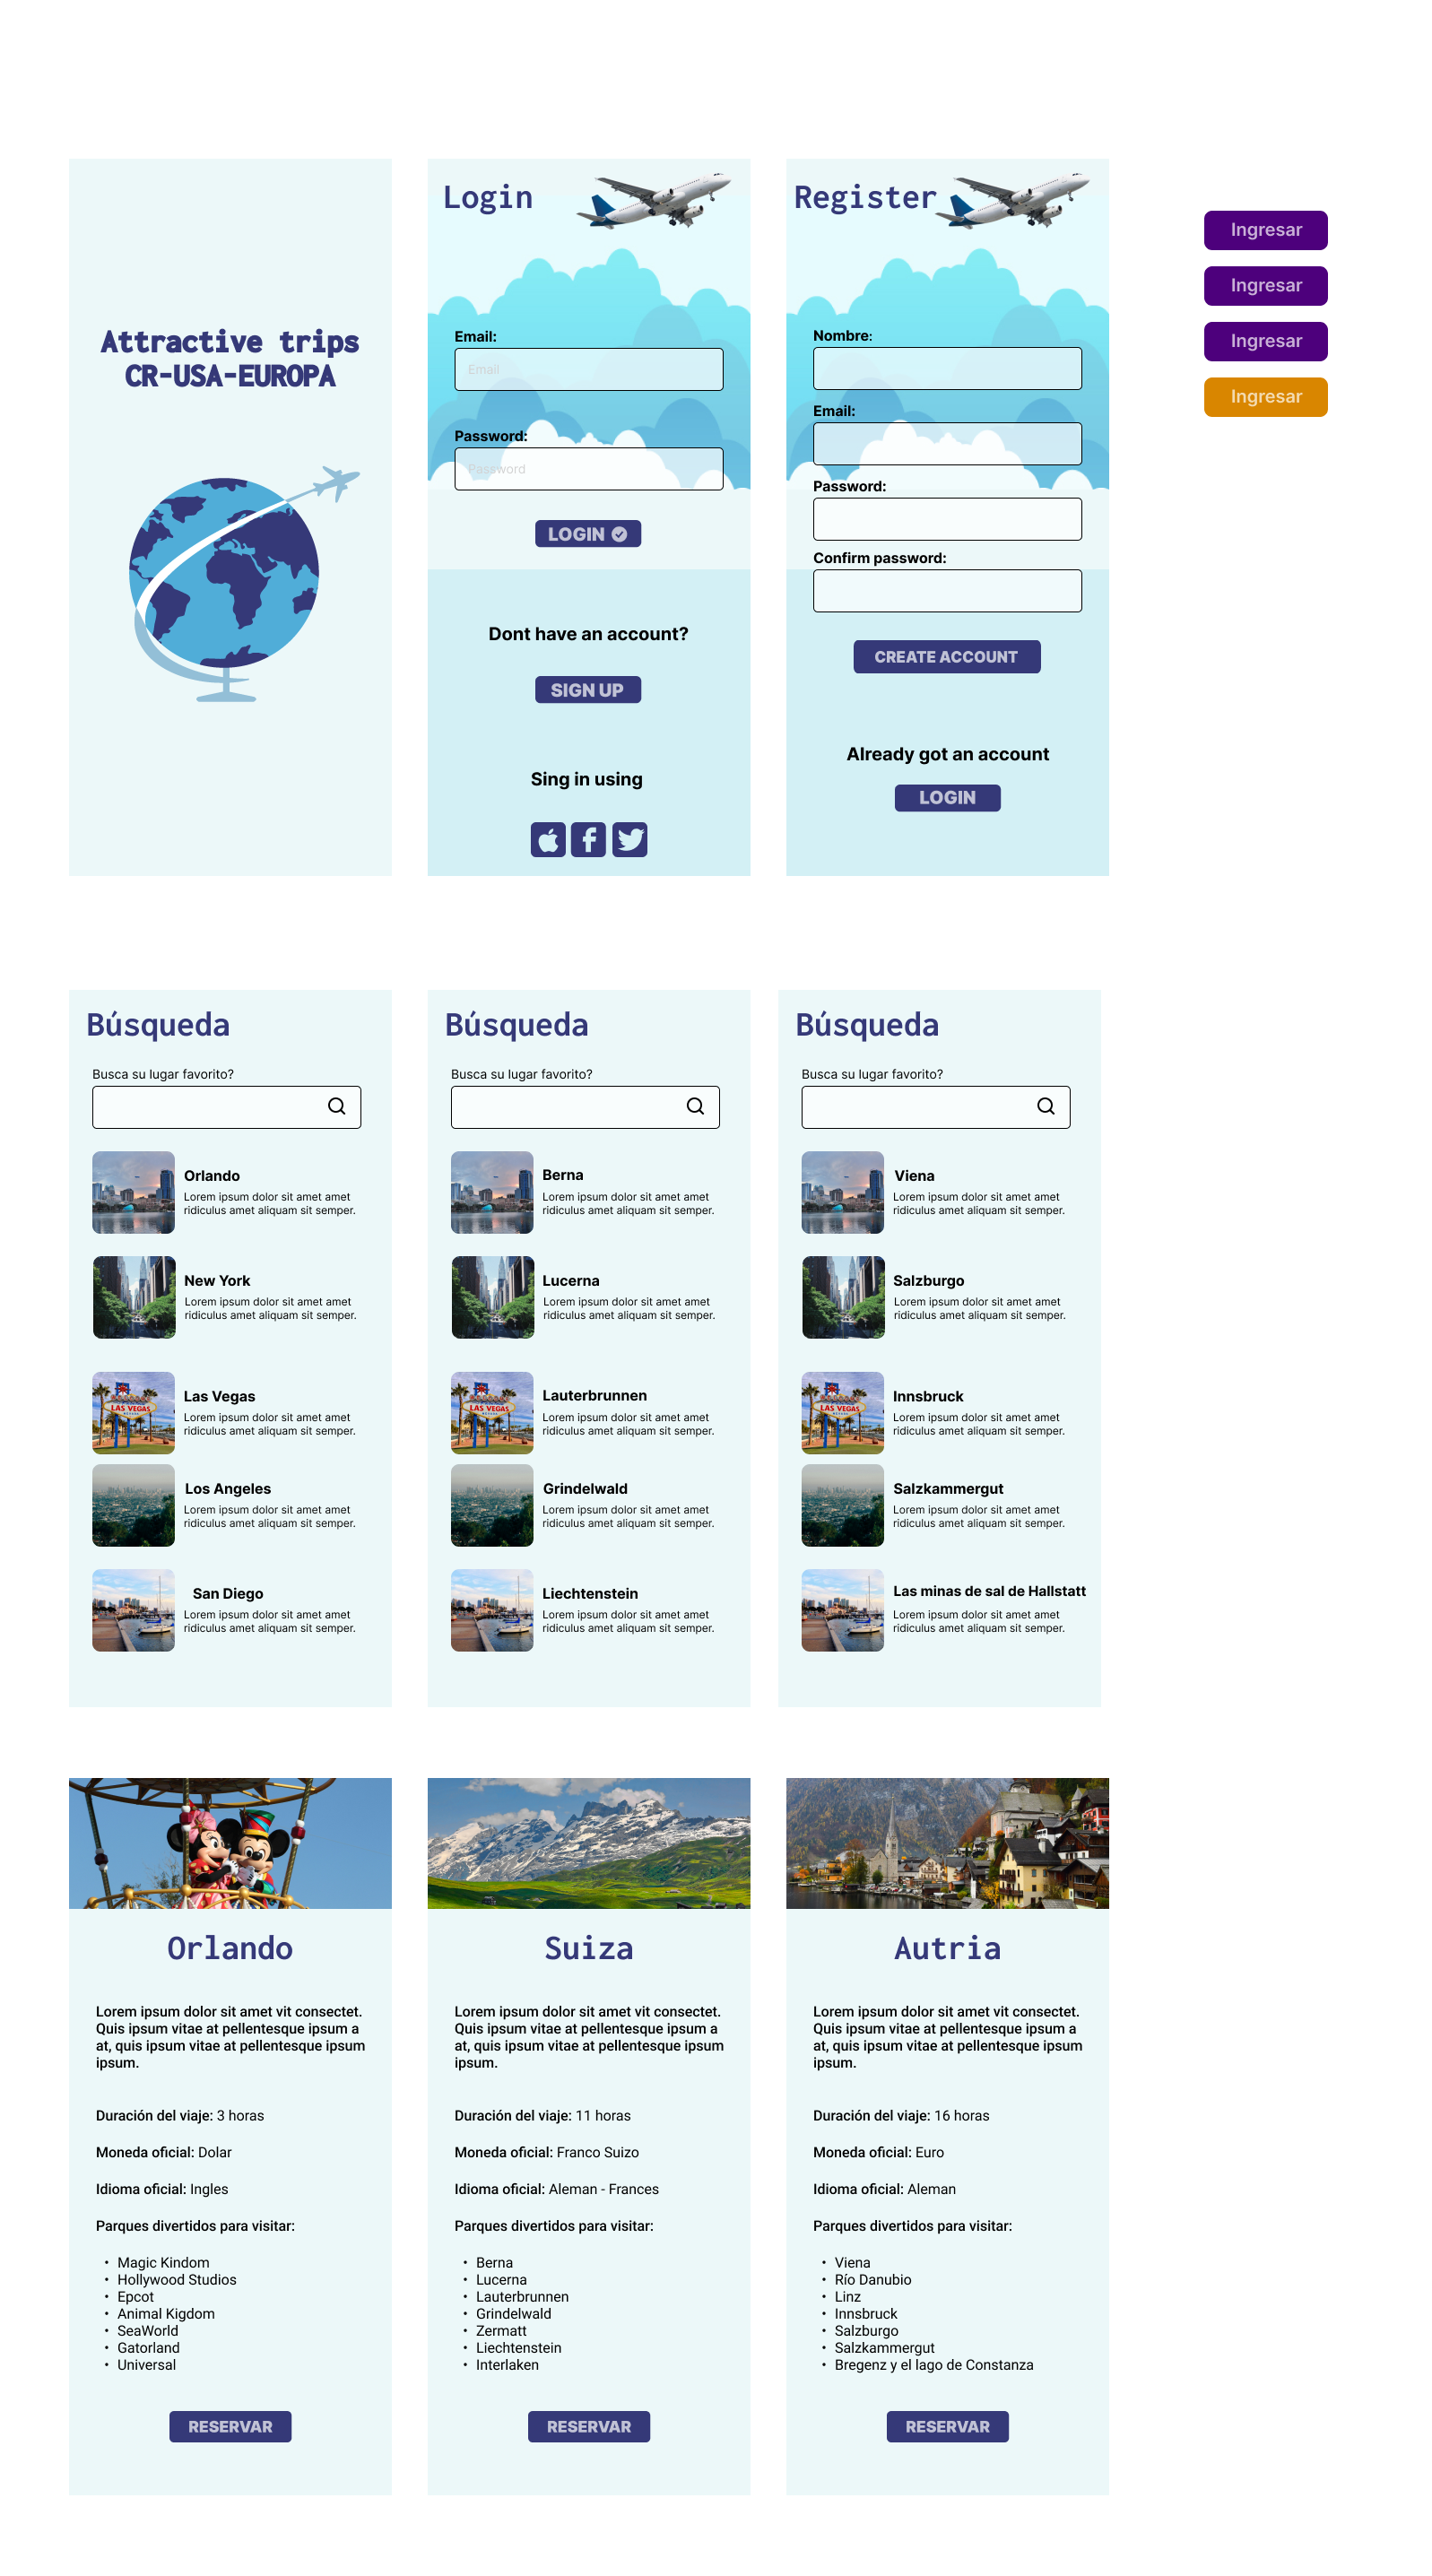 Attractive trips
CR-USA-EUROPA
Login
Email:
Email
Password:
Password
LOGIN
Dont have an account?
SIGN UP
Sing in using
Register
Nombre:
Email:
Password:
Confirm password:
CREATE ACCOUNT
Already got an account
LOGIN
Ingresar
Ingresar
Ingresar
Ingresar
Búsqueda
Busca su lugar favorito?
Orlando
Lorem ipsum dolor sit amet amet
ridiculus amet aliquam sit semper.
New York
Lorem ipsum dolor sit amet amet
ridiculus amet aliquam sit semper.
LAS VEGAS
Las Vegas
Lorem ipsum dolor sit amet amet
ridiculus amet aliquam sit semper.
Los Angeles
Lorem ipsum dolor sit amet amet
ridiculus amet aliquam sit semper.
San Diego
Lorem ipsum dolor sit amet amet
ridiculus amet aliquam sit semper.
Búsqueda
Busca su lugar favorito?
Berna
Lorem ipsum dolor sit amet amet
ridiculus amet aliquam sit semper.
Lucerna
Lorem ipsum dolor sit amet amet
ridiculus amet aliquam sit semper.
LAS VEGAS
Lauterbrunnen
Lorem ipsum dolor sit amet amet
ridiculus amet aliquam sit semper.
Grindelwald
Lorem ipsum dolor sit amet amet
ridiculus amet aliquam sit semper.
Liechtenstein
Lorem ipsum dolor sit amet amet
ridiculus amet aliquam sit semper.
Búsqueda
Busca su lugar favorito?
Viena
Lorem ipsum dolor sit amet amet
ridiculus amet aliquam sit semper.
Salzburgo
Lorem ipsum dolor sit amet amet
ridiculus amet aliquam sit semper.
LAS VEGAS
Innsbruck
Lorem ipsum dolor sit amet amet
ridiculus amet aliquam sit semper.
Salzkammergut
Lorem ipsum dolor sit amet amet
ridiculus amet aliquam sit semper.
Las minas de sal de Hallstatt
Lorem ipsum dolor sit amet amet
ridiculus amet aliquam sit semper.
Orlando
Lorem ipsum dolor sit amet vit consectet.
Quis ipsum vitae at pellentesque ipsum a
at, quis ipsum vitae at pellentesque ipsum
ipsum.
Duración del viaje: 3 horas
Moneda oficial: Dolar
Idioma oficial: Ingles
Parques divertidos para visitar:
• Magic Kindom
• Hollywood Studios
• Epcot
• Animal Kigdom
• SeaWorld
• Gatorland
• Universal
RESERVAR
Suiza
Lorem ipsum dolor sit amet vit consectet.
Quis ipsum vitae at pellentesque ipsum a
at, quis ipsum vitae at pellentesque ipsum
ipsum.
Duración del viaje: 11 horas
Moneda oficial: Franco Suizo
Idioma oficial: Aleman - Frances
Parques divertidos para visitar:
• Berna
• Lucerna
• Lauterbrunnen
• Grindelwald
• Zermatt
• Liechtenstein
• Interlaken
RESERVAR
Autria
Lorem ipsum dolor sit amet vit consectet.
Quis ipsum vitae at pellentesque ipsum a
at, quis ipsum vitae at pellentesque ipsum
ipsum.
Duración del viaje: 16 horas
Moneda oficial: Euro
Idioma oficial: Aleman
Parques divertidos para visitar:
• Viena
• Río Danubio
• Linz
• Innsbruck
• Salzburgo
• Salzkammergut
• Bregenz y el lago de Constanza
RESERVAR